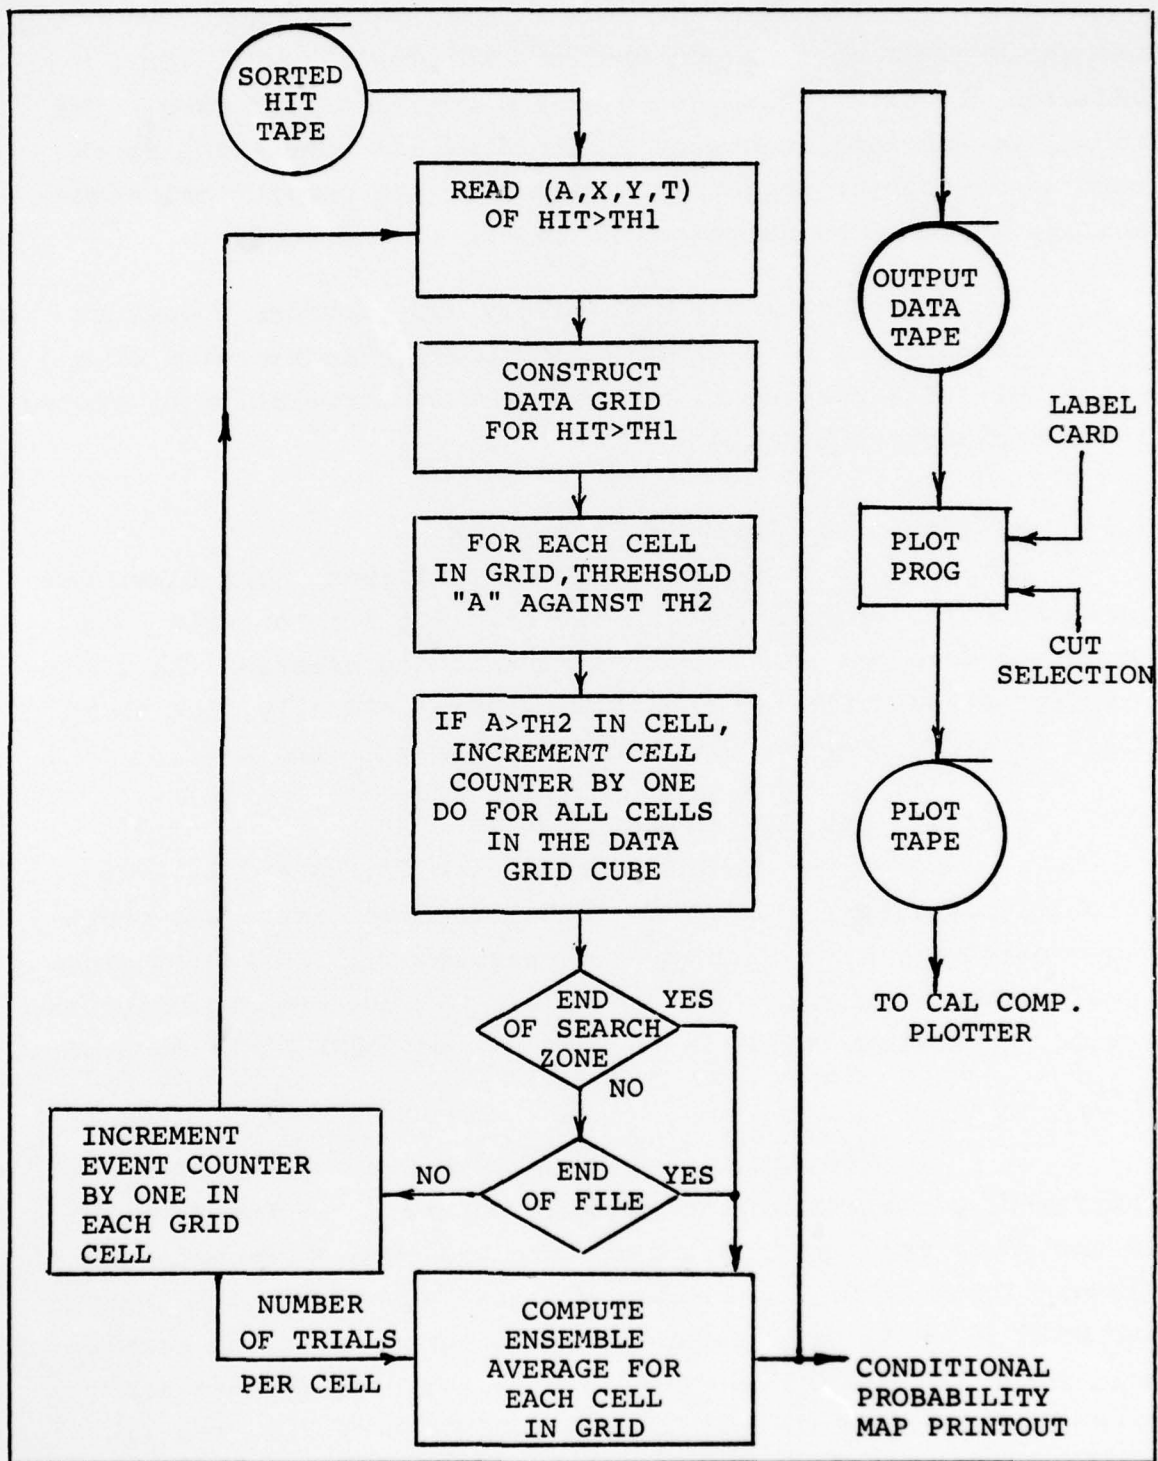 SORTED
HIT
TAPE
READ (A,X,Y,T)
OF HIT>TH1
CONSTRUCT
DATA GRID
FOR HIT>TH1
FOR EACH CELL
IN GRID,THREHSOLD
"A" AGAINST TH2
IF A>TH2 IN CELL,
INCREMENT CELL
COUNTER BY ONE
DO FOR ALL CELLS
IN THE DATA
GRID CUBE
END
OF SEARCH
ZONE
YES
NO
END
OF FILE
YES
NO
INCREMENT
EVENT COUNTER
BY ONE IN
EACH GRID
CELL
NUMBER
OF TRIALS
PER CELL
COMPUTE
ENSEMBLE
AVERAGE FOR
EACH CELL
IN GRID
CONDITIONAL
PROBABILITY
MAP PRINTOUT
OUTPUT
DATA
TAPE
LABEL
CARD
PLOT
PROG
CUT
SELECTION
PLOT
TAPE
TO CAL COMP.
PLOTTER